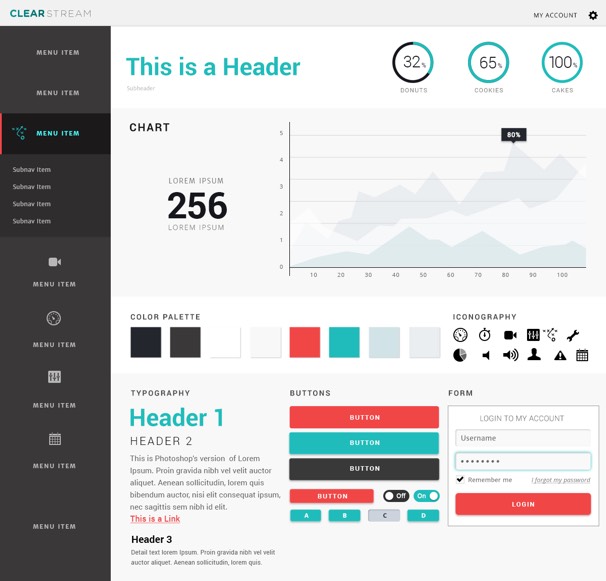 CLEARSTREAM
MY ACCOUNT
MENU ITEM
MENU ITEM
MENU ITEM
Subnav Item
Subnav Item
Subnav Item
Subnav Item
MENU ITEM
MENU ITEM
MENU ITEM
MENU ITEM
MENU ITEM
This is a Header
Subheader
32%
DONUTS
65%
COOKIES
100%
CAKES
CHART
LOREM IPSUM
256
LOREM IPSUM
80%
5
4
3
2
1
0
10 20 30 40 50 60 70 80 90 100
COLOR PALETTE
ICONOGRAPHY
TYPOGRAPHY
Header 1
HEADER 2
This is Photoshop's version of Lorem
Ipsum. Proin gravida nibh vel velit auctor
aliquet. Aenean sollicitudin, lorem quis
bibendum auctor, nisi elit consequat ipsum,
nec sagittis sem nibh id elit.
This is a Link
Header 3
Detail text lorem Ipsum. Proin gravida nibh vel velit
auctor aliquet. Aenean sollicitudin, lorem quis.
BUTTONS
BUTTON
BUTTON
BUTTON
BUTTON
Off
On
A B C D
FORM
LOGIN TO MY ACCOUNT
Username
Remember me
I forgot my password
LOGIN